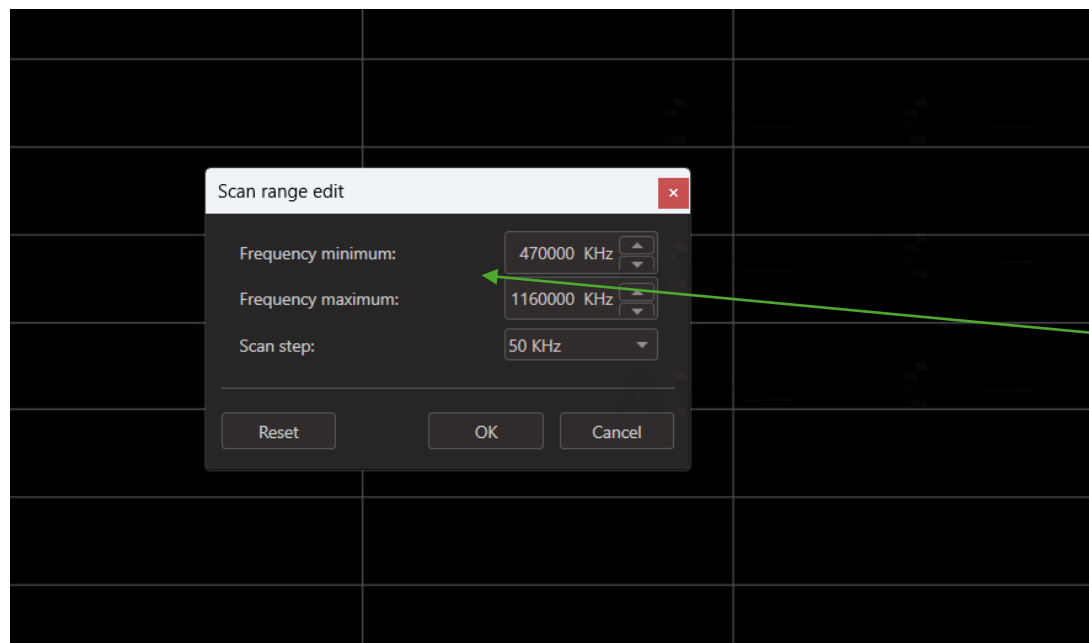 Scan range edit
Frequency minimum: 470000 KHz
Frequency maximum: 1160000 KHz
Scan step: 50 KHz
Reset OK Cancel